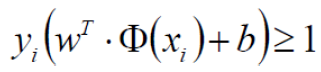 yᵢ(wᵀ · Φ(xᵢ) + b) ≥ 1